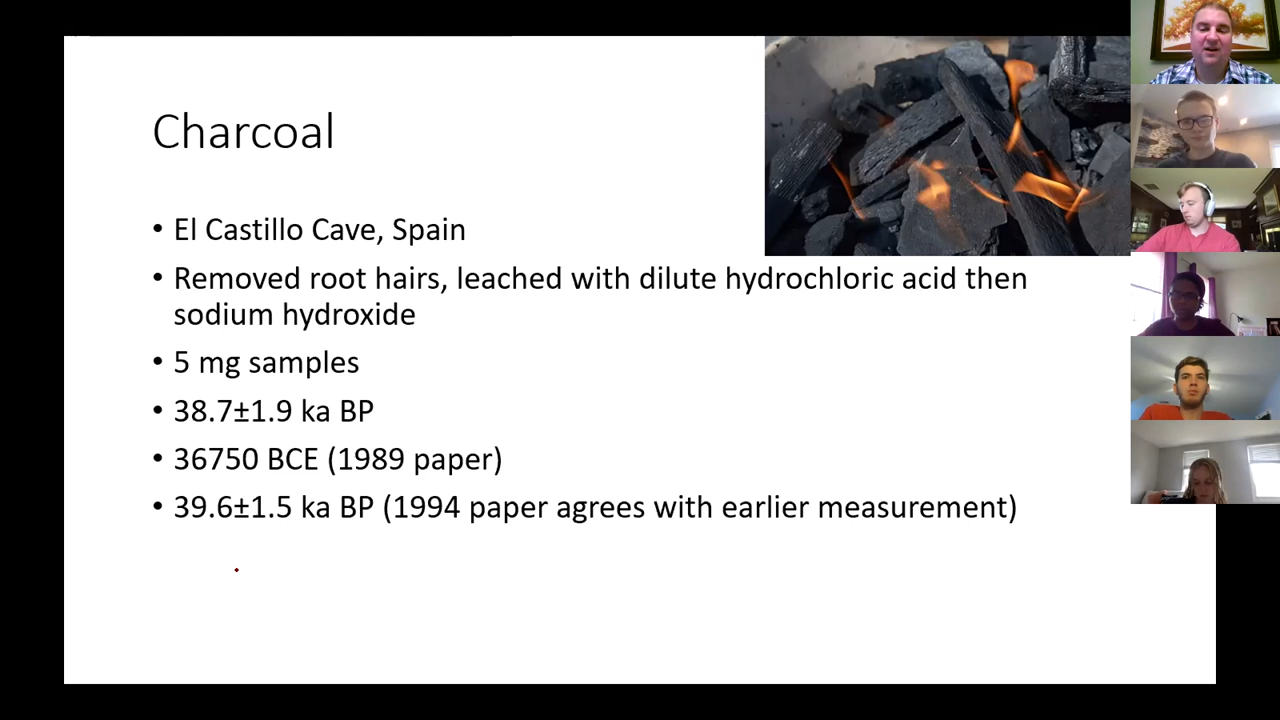 Charcoal
• El Castillo Cave, Spain
• Removed root hairs, leached with dilute hydrochloric acid then
sodium hydroxide
• 5 mg samples
• 38.7±1.9 ka BP
• 36750 BCE (1989 paper)
• 39.6±1.5 ka BP (1994 paper agrees with earlier measurement)